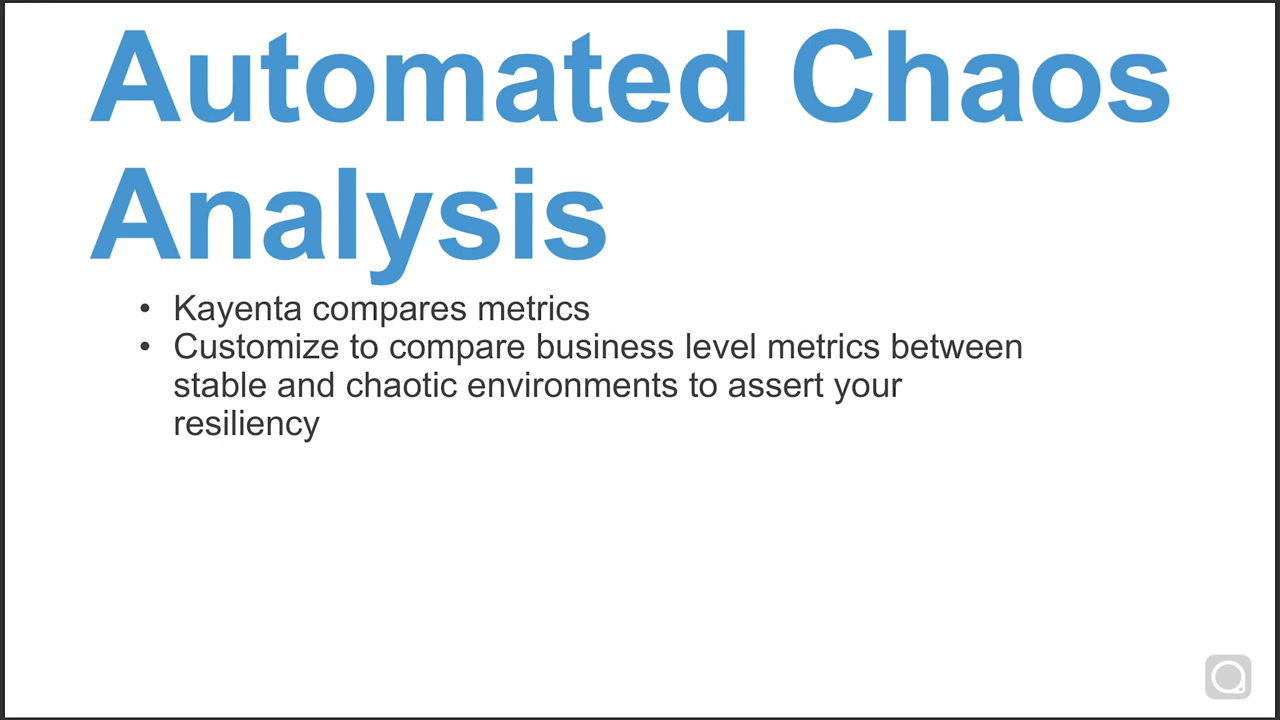 Automated Chaos
Analysis
• Kayenta compares metrics
• Customize to compare business level metrics between
stable and chaotic environments to assert your
resiliency